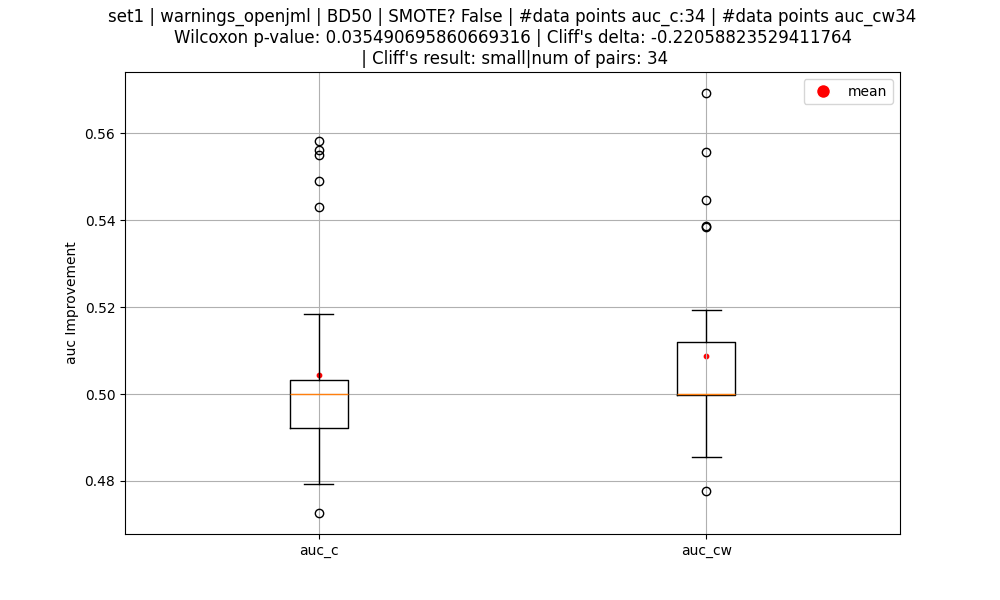 set1 | warnings_openjml | BD50 | SMOTE? False | #data points auc_c:34 | #data points auc_cw34
Wilcoxon p-value: 0.035490695860669316 | Cliff's delta: -0.22058823529411764
| Cliff's result: small|num of pairs: 34
mean
0.56
0.54
0.52
0.50
0.48
auc Improvement
auc_c
auc_cw